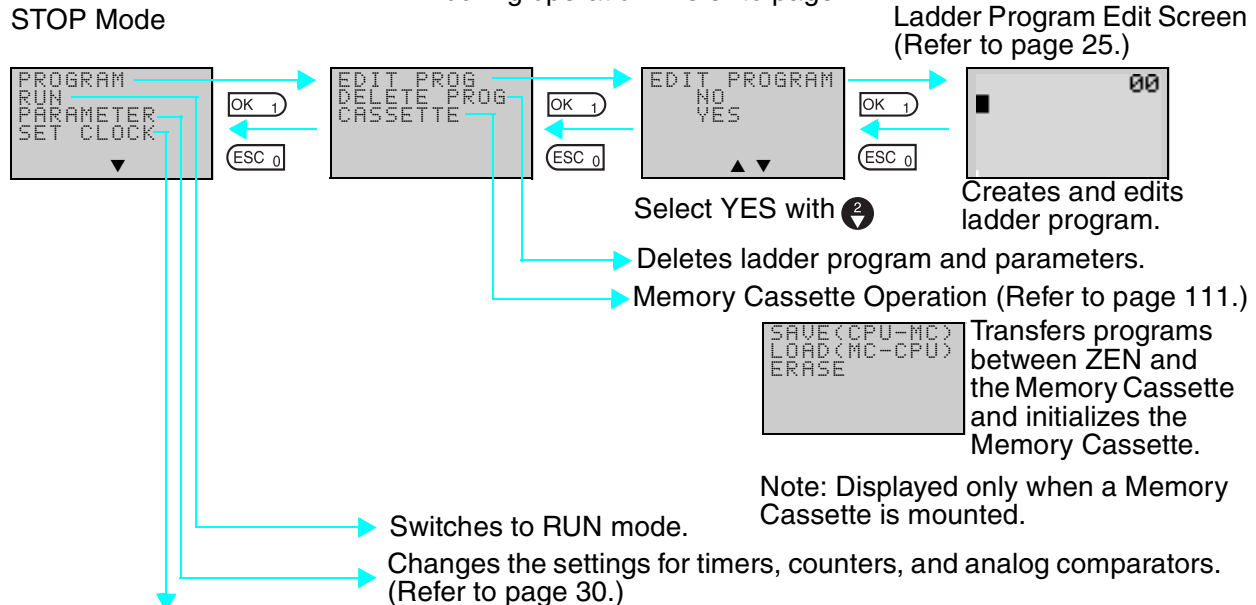 STOP Mode
Ladder Program Edit Screen
(Refer to page 25.)
PROGRAM
RUN
PARAMETER
SET CLOCK
▼
OK 1
ESC 0
EDIT PROG
DELETE PROG
CASSETTE
OK 1
ESC 0
EDIT PROGRAM
NO
YES
▲ ▼
OK 1
ESC 0
00
Select YES with 2
Creates and edits
ladder program.
Deletes ladder program and parameters.
Memory Cassette Operation (Refer to page 111.)
SAVE(CPU-MC)
LOAD(MC-CPU)
ERASE
Transfers programs
between ZEN and
the Memory Cassette
and initializes the
Memory Cassette.
Note: Displayed only when a Memory
Cassette is mounted.
Switches to RUN mode.
Changes the settings for timers, counters, and analog comparators.
(Refer to page 30.)